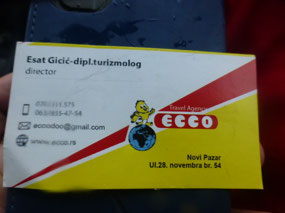 Esat Gicić-dipl.turizmolog
director
063/855-47-54
eccodoo@gmail.com
www.ecco.rs
Travel Agency
ECCO
Novi Pazar
Ul.28. novembra br. 54